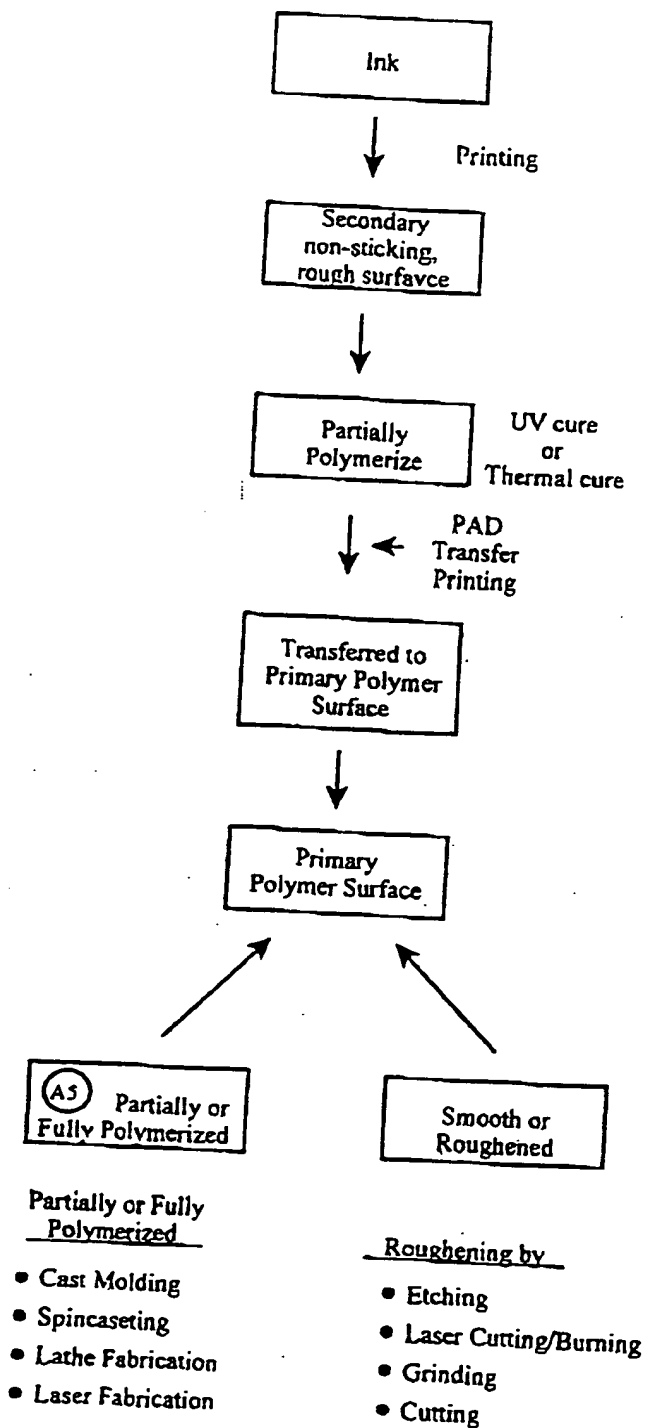 Ink
Printing
Secondary
non-sticking,
rough surfavce
Partially
Polymerize
UV cure
or
Thermal cure
PAD
Transfer
Printing
Transferred to
Primary Polymer
Surface
Primary
Polymer Surface
A5 Partially or
Fully Polymerized
Smooth or
Roughened
Partially or Fully
Polymerized
• Cast Molding
• Spincaseting
• Lathe Fabrication
• Laser Fabrication
Roughening by
• Etching
• Laser Cutting/Burning
• Grinding
• Cutting